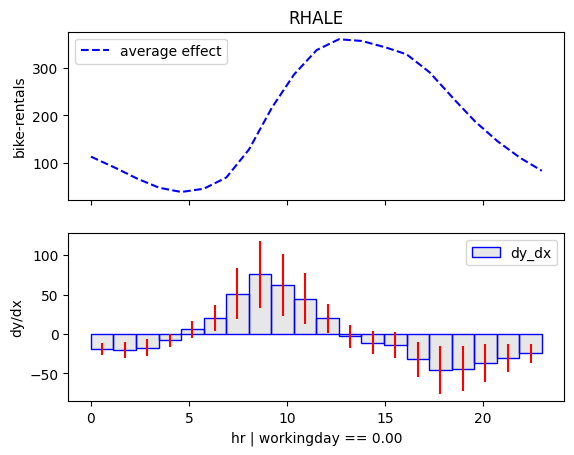 RHALE
average effect
bike-rentals
300
200
100
dy_dx
dy/dx
100
50
0
−50
0 5 10 15 20
hr | workingday == 0.00